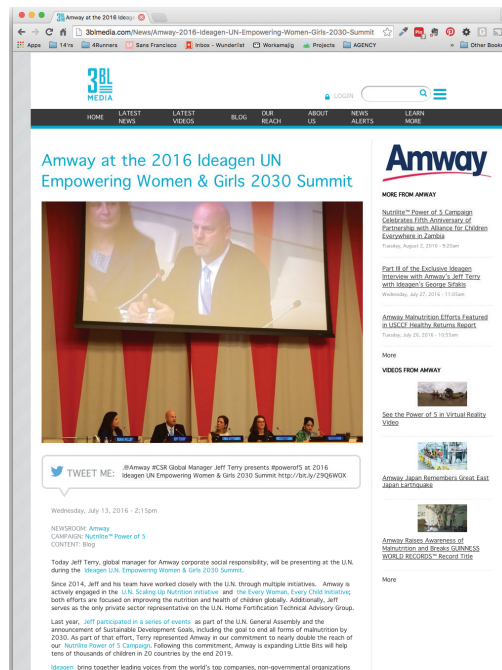 Amway at the 2016 Ideagen
3blmedia.com/News/Amway-2016-Ideagen-UN-Empowering-Women-Girls-2030-Summit
Apps
14'rs
4Runners
Sans Francisco
Inbox - Wunderlist
Workamajig
Projects
AGENCY
»
Other Books
3BL
MEDIA
LOGIN
HOME
LATEST
NEWS
LATEST
VIDEOS
BLOG
OUR
REACH
ABOUT
US
NEWS
ALERTS
LEARN
MORE
Amway at the 2016 Ideagen UN
Empowering Women & Girls 2030 Summit
TWEET ME:
.@Amway #CSR Global Manager Jeff Terry presents #powerof5 at 2016
Ideagen UN Empowering Women & Girls 2030 Summit http://bit.ly/29Q6WOX
Wednesday, July 13, 2016 - 2:15pm
NEWSROOM: Amway
CAMPAIGN: Nutrilite™ Power of 5
CONTENT: Blog
Today Jeff Terry, global manager for Amway corporate social responsibility, will be presenting at the U.N.
during the Ideagen U.N. Empowering Women & Girls 2030 Summit.
Since 2014, Jeff and his team have worked closely with the U.N. through multiple initiatives. Amway is
actively engaged in the U.N. Scaling Up Nutrition initiative and the Every Woman, Every Child Initiative;
both efforts are focused on improving the nutrition and health of children globally. Additionally, Jeff
serves as the only private sector representative on the U.N. Home Fortification Technical Advisory Group.
Last year, Jeff participated in a series of events as part of the U.N. General Assembly and the
announcement of Sustainable Development Goals, including the goal to end all forms of malnutrition by
2030. As part of that effort, Terry represented Amway in our commitment to nearly double the reach of
our Nutrilite Power of 5 Campaign. Following this commitment, Amway is expanding Little Bits will help
tens of thousands of children in 20 countries by the end of 2019.
Ideagen bring together leading voices from the world's top companies, non-governmental organizations
Amway
MORE FROM AMWAY
Nutrilite™ Power of 5 Campaign
Celebrates Fifth Anniversary of
Partnership with Alliance for Children
Everywhere in Zambia
Tuesday, August 2, 2016 - 9:20am
Part III of the Exclusive Ideagen
Interview with Amway's Jeff Terry
with Ideagen's George Sifakis
Wednesday, July 27, 2016 - 11:05am
Amway Malnutrition Efforts Featured
in USCCF Healthy Returns Report
Tuesday, July 26, 2016 - 10:55am
More
VIDEOS FROM AMWAY
See the Power of 5 in Virtual Reality
Video
Amway Japan Remembers Great East
Japan Earthquake
Amway Raises Awareness of
Malnutrition and Breaks GUINNESS
WORLD RECORDS™ Record Title
More